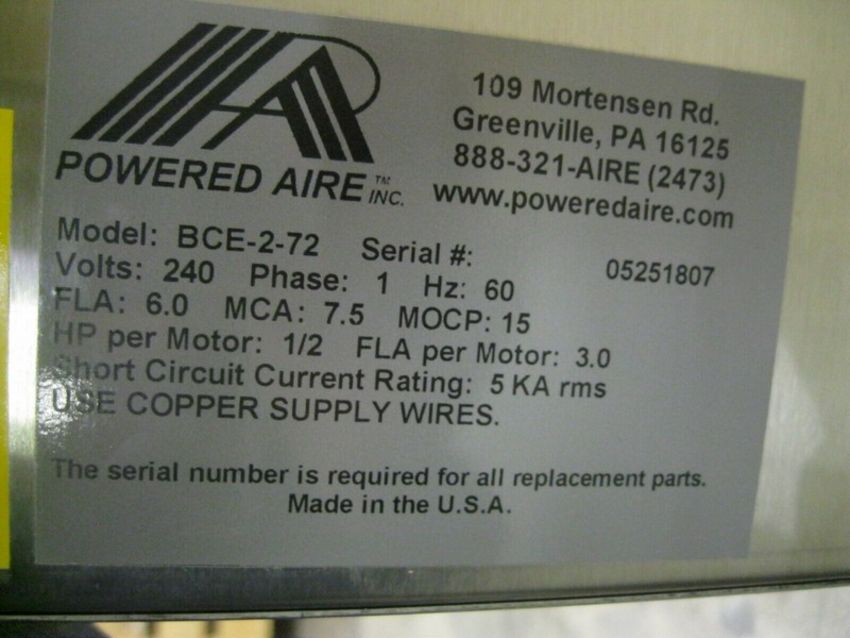 109 Mortensen Rd.
Greenville, PA 16125
888-321-AIRE (2473)
www.poweredaire.com
POWERED AIRE ™ INC.
Model: BCE-2-72 Serial #: 05251807
Volts: 240 Phase: 1 Hz: 60
FLA: 6.0 MCA: 7.5 MOCP: 15
HP per Motor: 1/2 FLA per Motor: 3.0
Short Circuit Current Rating: 5 KA rms
USE COPPER SUPPLY WIRES.
The serial number is required for all replacement parts.
Made in the U.S.A.